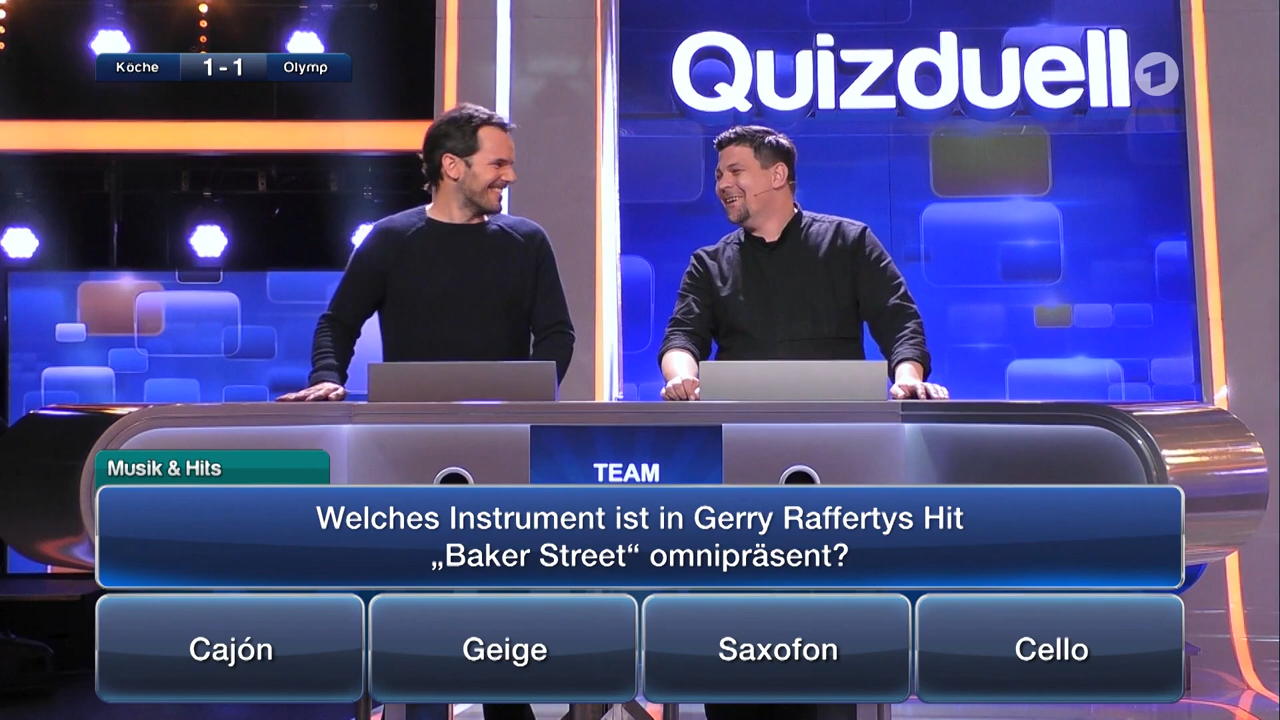 Köche 1-1 Olymp
Quizduell 1
Musik & Hits
TEAM
Welches Instrument ist in Gerry Raffertys Hit
„Baker Street“ omnipräsent?
Cajón
Geige
Saxofon
Cello